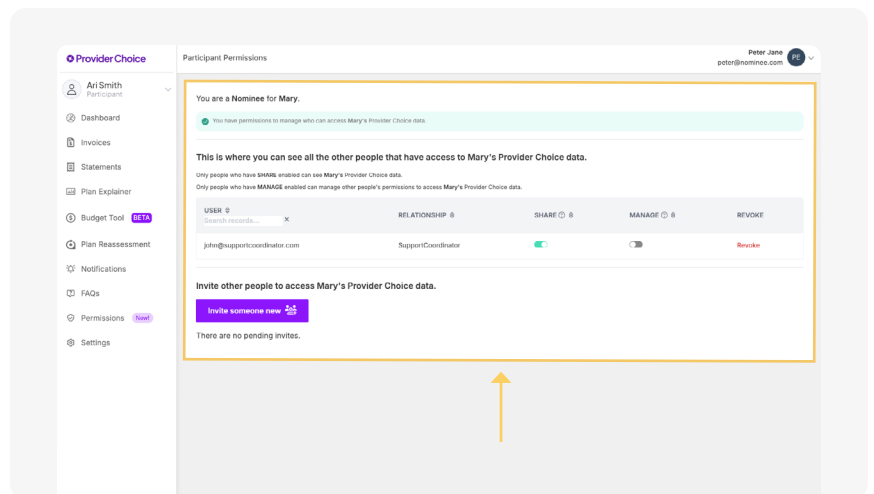 Provider Choice
Participant Permissions
Peter Jane
peter@nominee.com
PE
Ari Smith
Participant
Dashboard
Invoices
Statements
Plan Explainer
Budget Tool BETA
Plan Reassessment
Notifications
FAQs
Permissions New!
Settings
You are a Nominee for Mary.
You have permissions to manage who can access Mary's Provider Choice data.
This is where you can see all the other people that have access to Mary's Provider Choice data.
Only people who have SHARE enabled can see Mary's Provider Choice data.
Only people who have MANAGE enabled can manage other people's permissions to access Mary's Provider Choice data.
USER RELATIONSHIP SHARE MANAGE REVOKE
Search records...
john@supportcoordinator.com SupportCoordinator Revoke
Invite other people to access Mary's Provider Choice data.
Invite someone new
There are no pending invites.